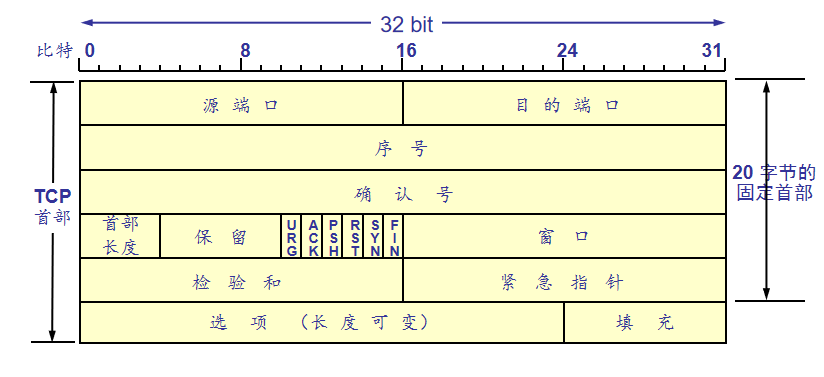 32 bit
比特 0 8 16 24 31
源 端 口 目 的 端 口
序 号
确 认 号
TCP
首部
20 字节的
固定首部
首部
长度
保 留
URG
ACK
PSH
RST
SYN
FIN
窗 口
检 验 和 紧 急 指 针
选 项 （长 度 可 变） 填 充